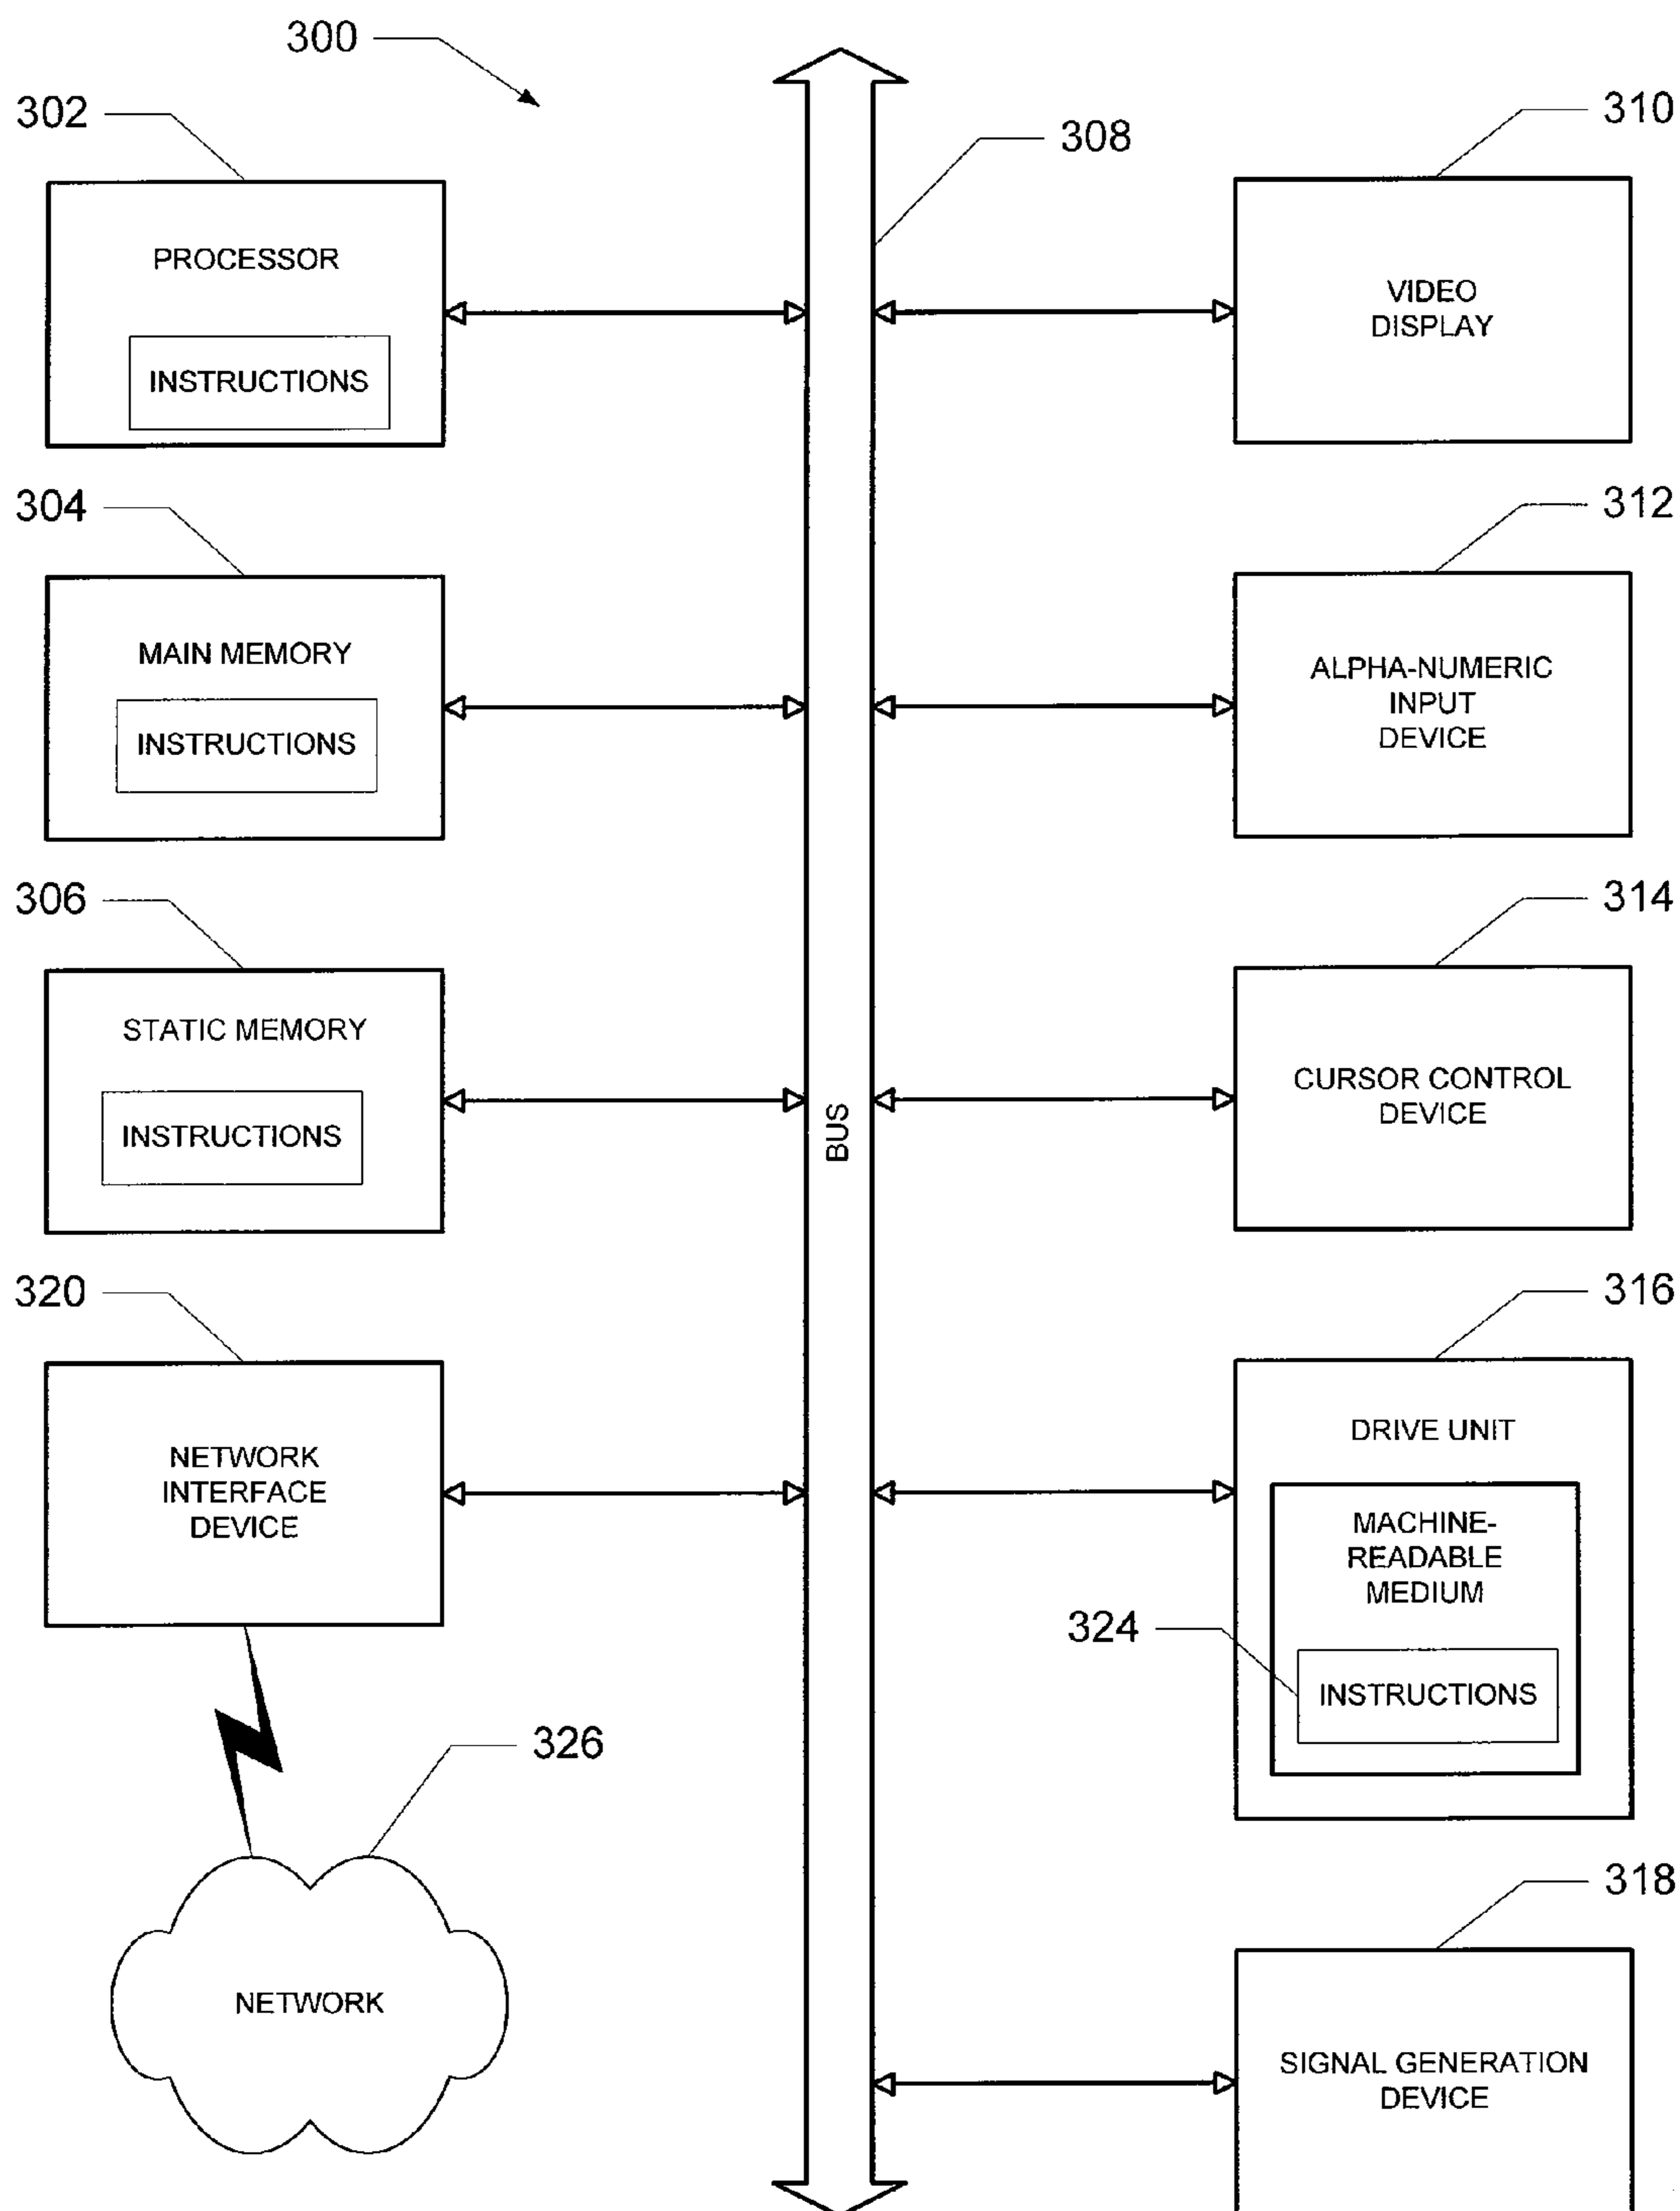 300
302
PROCESSOR
INSTRUCTIONS
304
MAIN MEMORY
INSTRUCTIONS
306
STATIC MEMORY
INSTRUCTIONS
320
NETWORK
INTERFACE
DEVICE
326
NETWORK
308
BUS
310
VIDEO
DISPLAY
312
ALPHA-NUMERIC
INPUT
DEVICE
314
CURSOR CONTROL
DEVICE
316
DRIVE UNIT
MACHINE-
READABLE
MEDIUM
324
INSTRUCTIONS
318
SIGNAL GENERATION
DEVICE